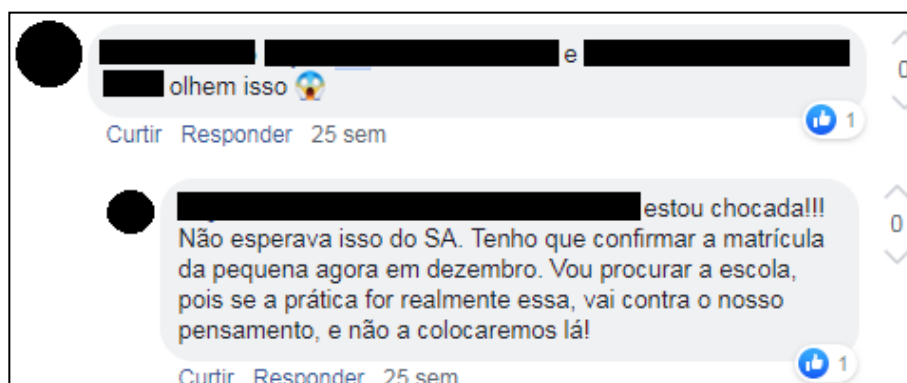 e
olhem isso 😱
1
0
Curtir Responder 25 sem
estou chocada!!!
Não esperava isso do SA. Tenho que confirmar a matrícula
da pequena agora em dezembro. Vou procurar a escola,
pois se a prática for realmente essa, vai contra o nosso
pensamento, e não a colocaremos lá!
0
1
Curtir Responder 25 sem